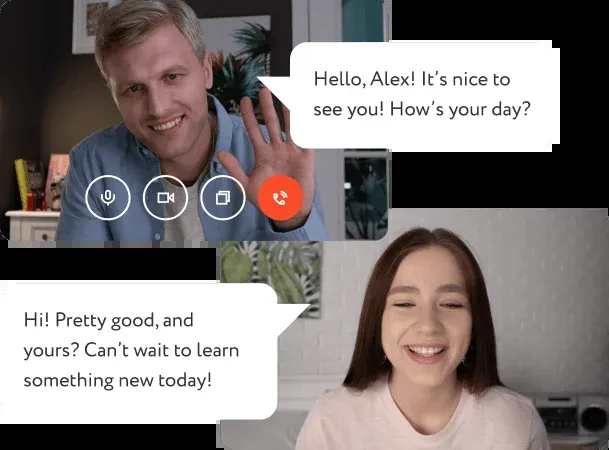 Hello, Alex! It's nice to
see you! How's your day?
Hi! Pretty good, and
yours? Can't wait to learn
something new today!